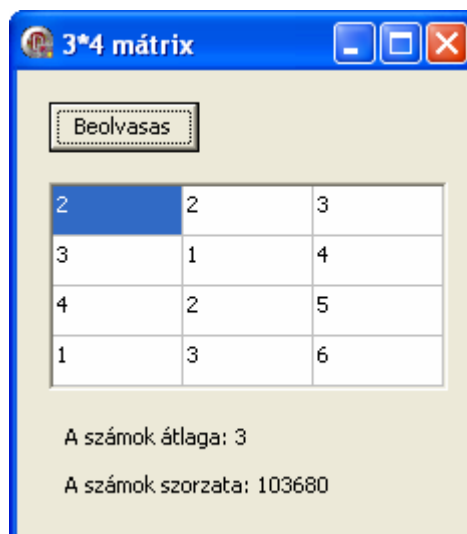 3*4 mátrix
Beolvasas
2 2 3
3 1 4
4 2 5
1 3 6
A számok átlaga: 3
A számok szorzata: 103680